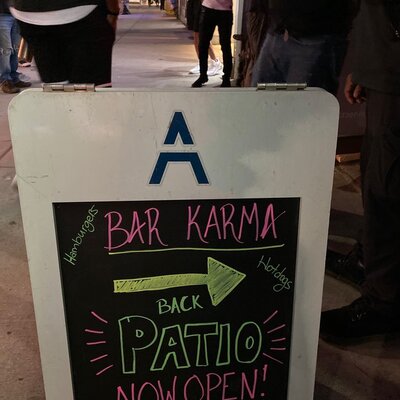 A
Hamburgers
BAR KARMA
Hotdogs
BACK
PATIO
NOW OPEN!